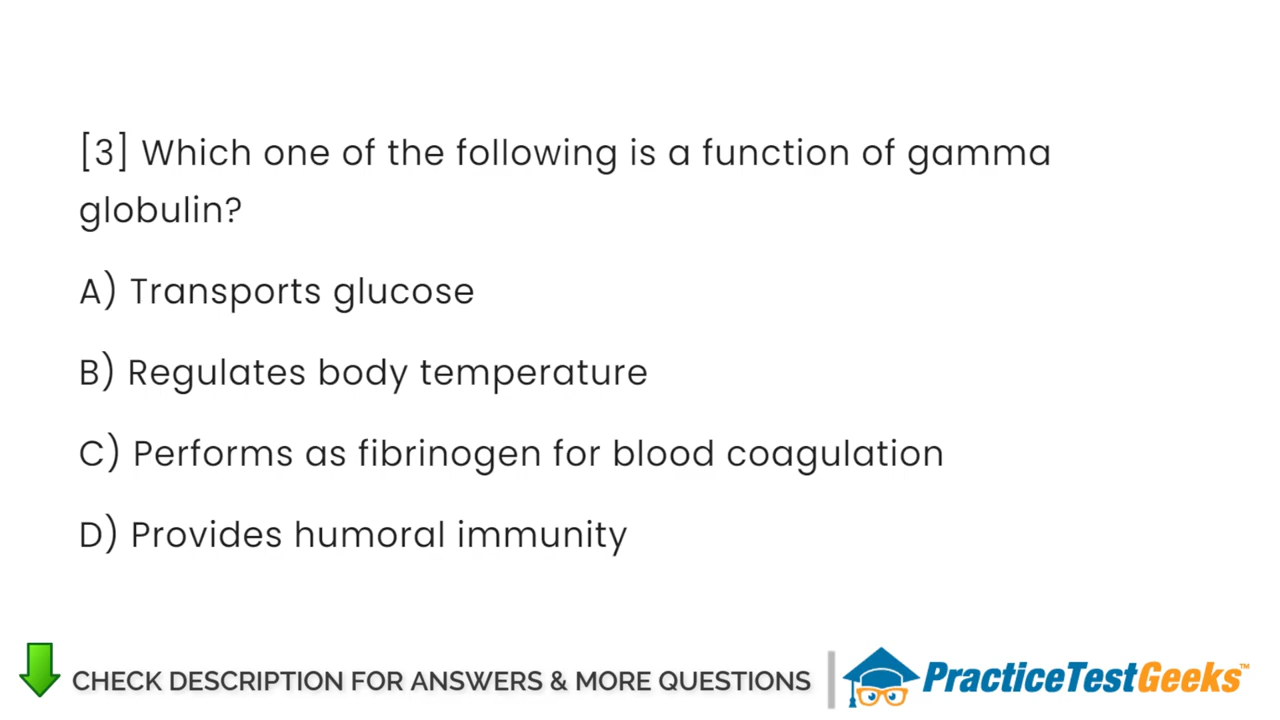 [3] Which one of the following is a function of gamma
globulin?
A) Transports glucose
B) Regulates body temperature
C) Performs as fibrinogen for blood coagulation
D) Provides humoral immunity
CHECK DESCRIPTION FOR ANSWERS & MORE QUESTIONS
PracticeTestGeeks™